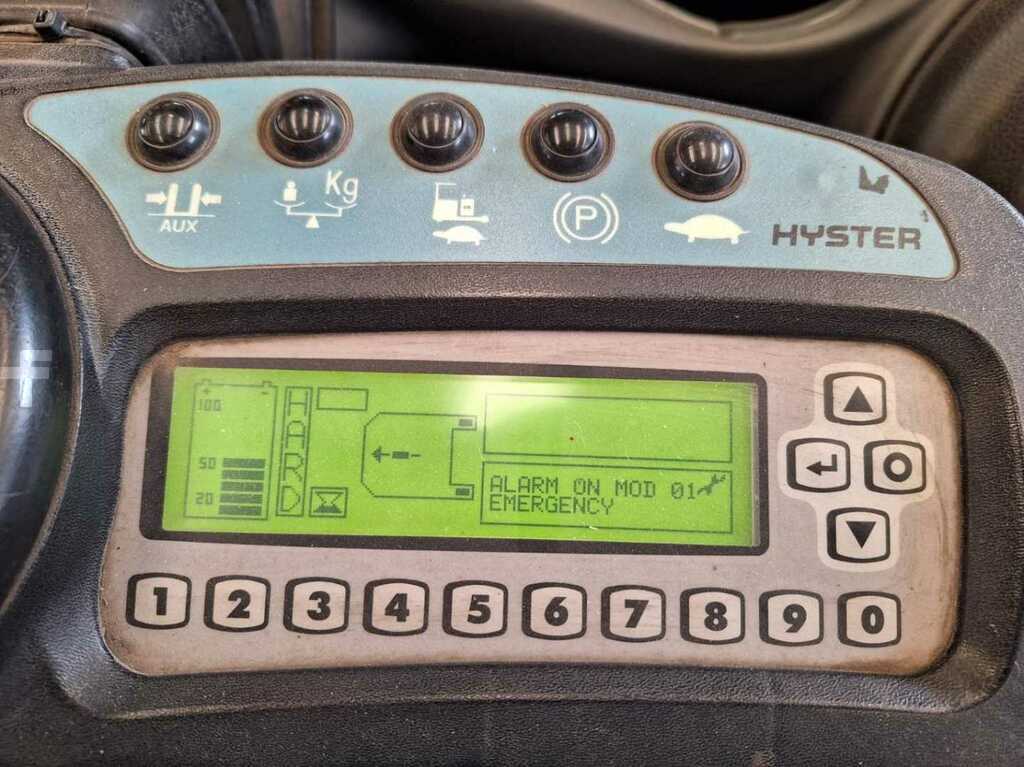 Kg
AUX
P
HYSTER
+ -
100
50
20
HARD
ALARM ON MOD 01
EMERGENCY
1 2 3 4 5 6 7 8 9 0